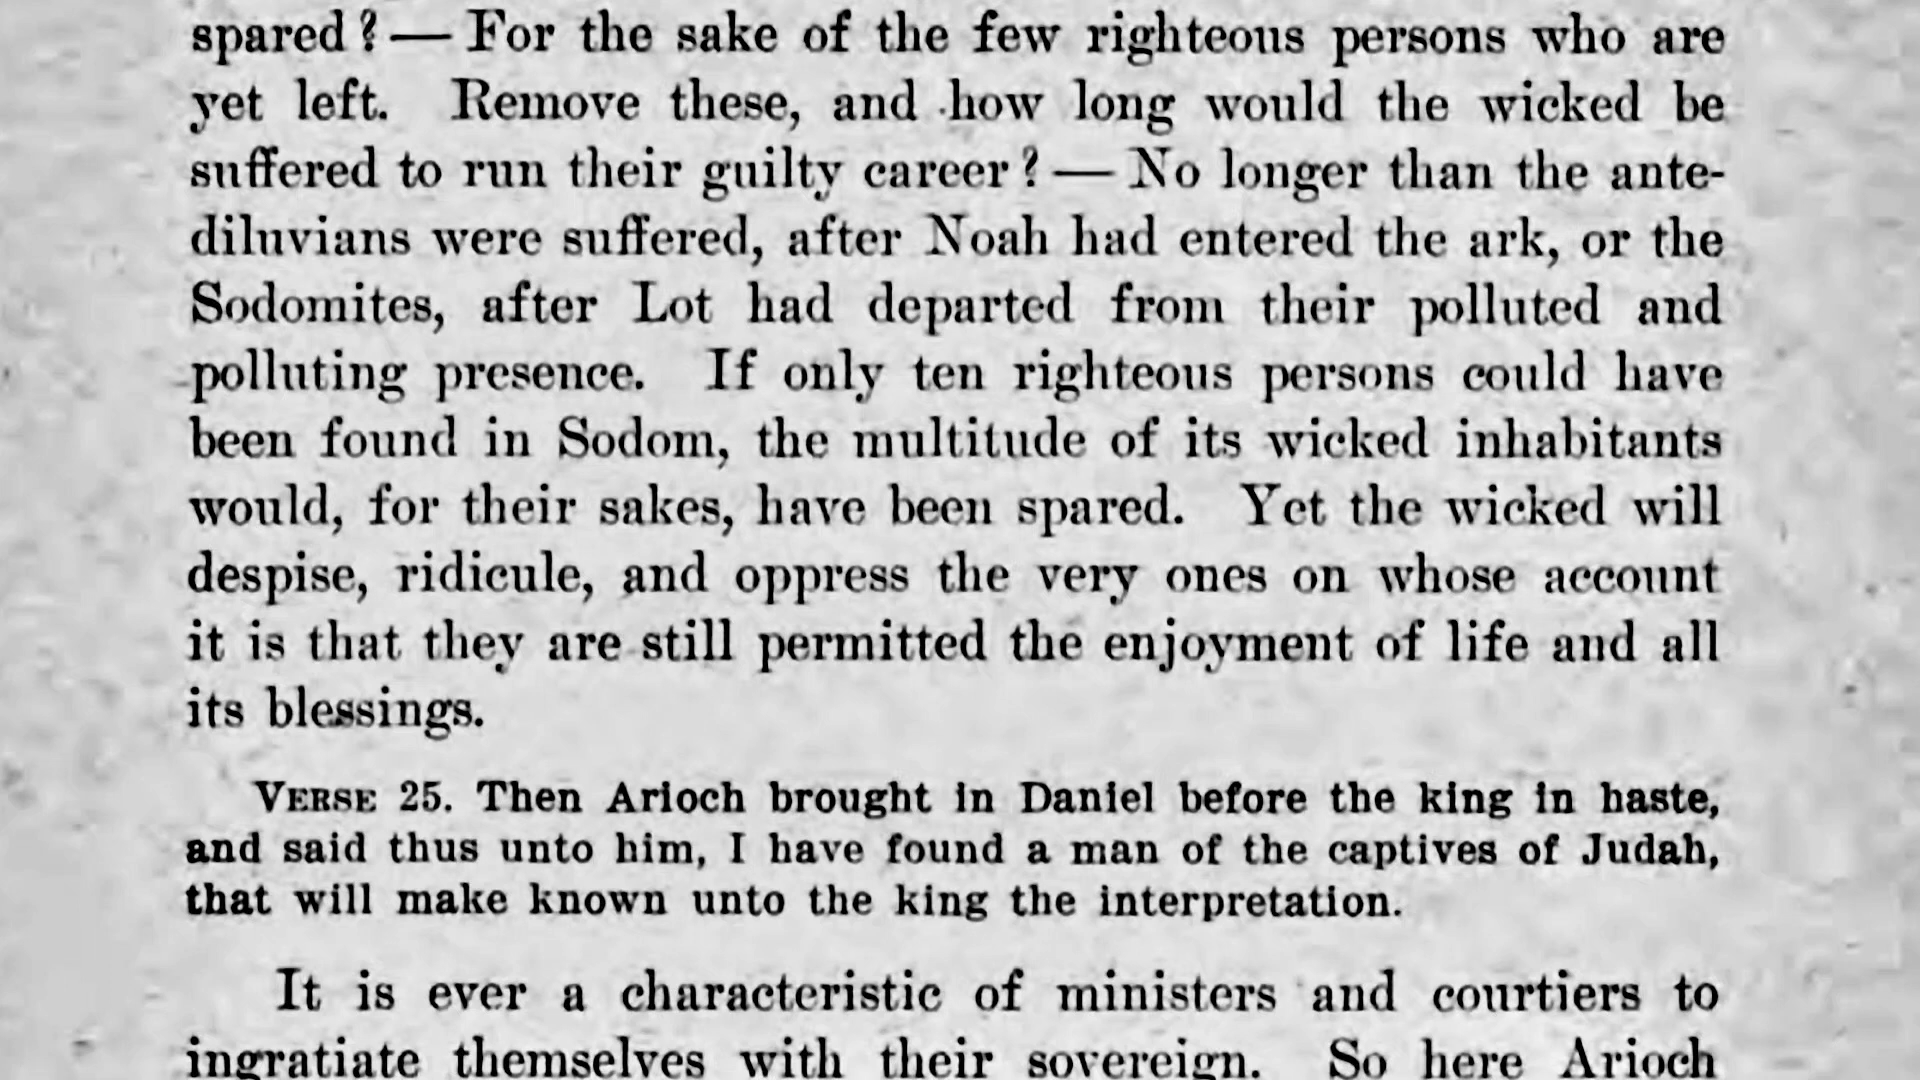 spared? — For the sake of the few righteous persons who are
yet left. Remove these, and how long would the wicked be
suffered to run their guilty career? — No longer than the ante-
diluvians were suffered, after Noah had entered the ark, or the
Sodomites, after Lot had departed from their polluted and
polluting presence. If only ten righteous persons could have
been found in Sodom, the multitude of its wicked inhabitants
would, for their sakes, have been spared. Yet the wicked will
despise, ridicule, and oppress the very ones on whose account
it is that they are still permitted the enjoyment of life and all
its blessings.
VERSE 25. Then Arioch brought in Daniel before the king in haste,
and said thus unto him, I have found a man of the captives of Judah,
that will make known unto the king the interpretation.
It is ever a characteristic of ministers and courtiers to
ingratiate themselves with their sovereign. So here Arioch